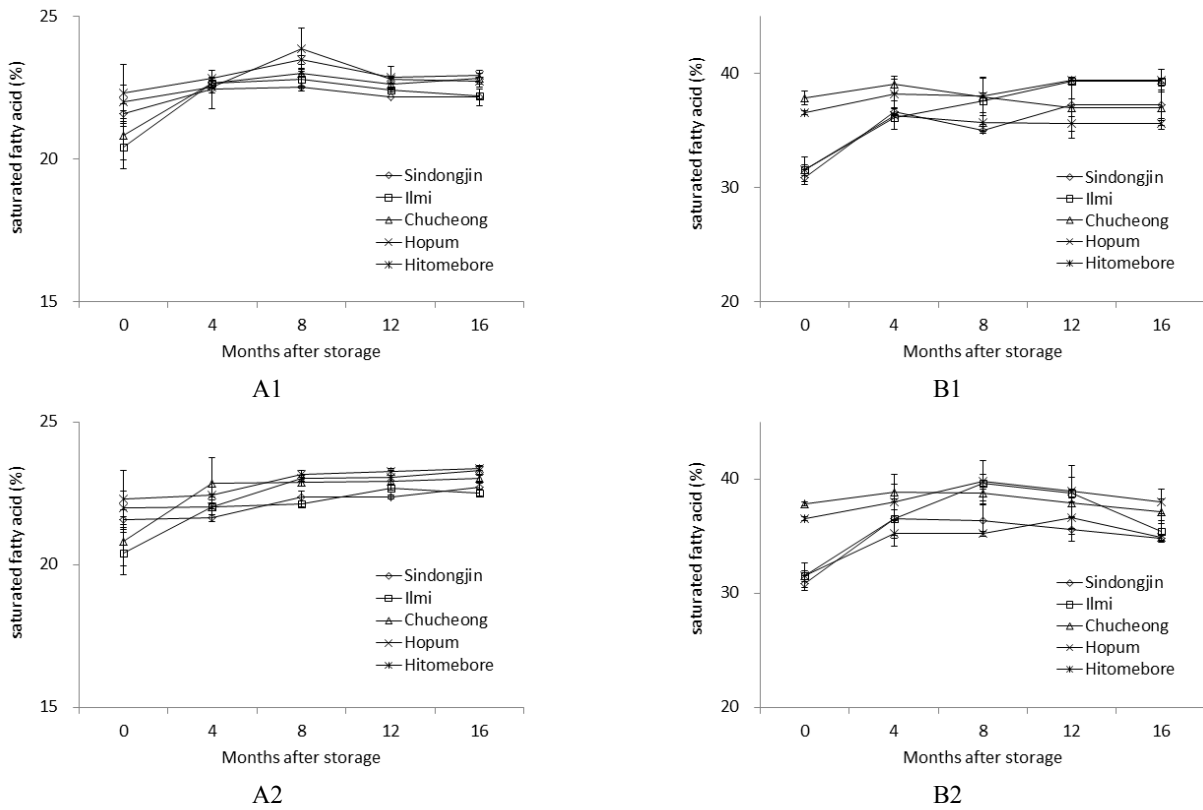 saturated fatty acid (%)
25
20
15
Sindongjin
Ilmi
Chucheong
Hopum
Hitomebore
0 4 8 12 16
Months after storage
A1
saturated fatty acid (%)
40
30
20
Sindongjin
Ilmi
Chucheong
Hopum
Hitomebore
0 4 8 12 16
Months after storage
B1
saturated fatty acid (%)
25
20
15
Sindongjin
Ilmi
Chucheong
Hopum
Hitomebore
0 4 8 12 16
Months after storage
A2
saturated fatty acid (%)
40
30
20
Sindongjin
Ilmi
Chucheong
Hopum
Hitomebore
0 4 8 12 16
Months after storage
B2